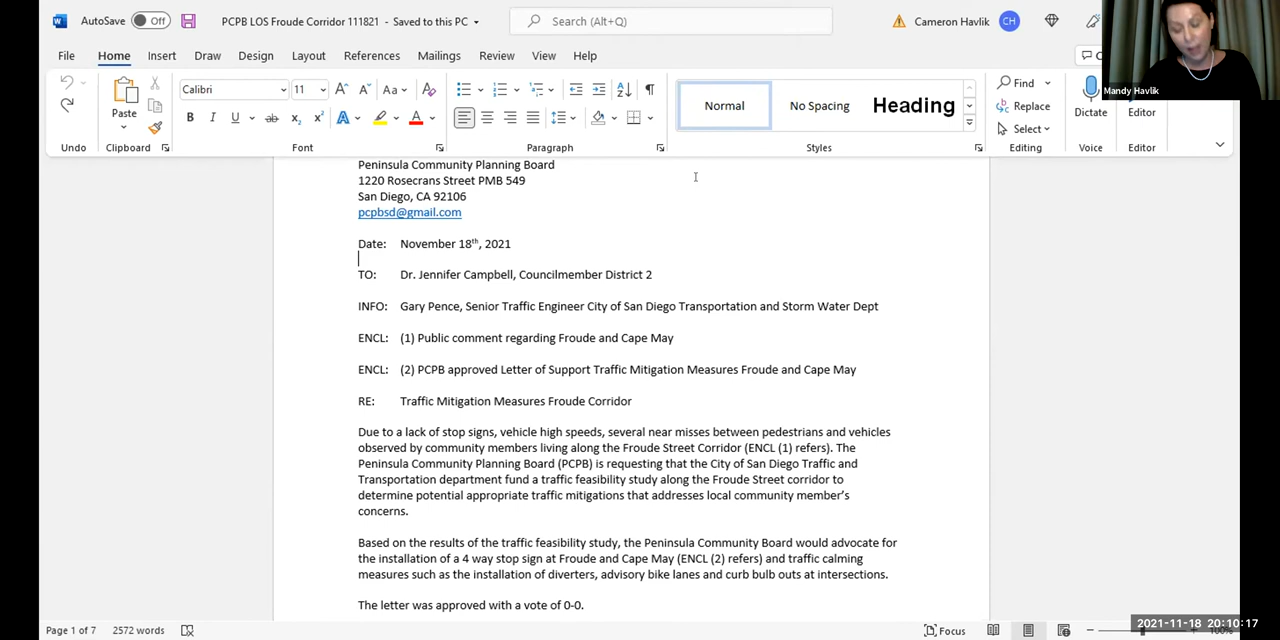 AutoSave Off PCPB LOS Froude Corridor 111821 - Saved to this PC Search (Alt+Q) Cameron Havlik CH
File Home Insert Draw Design Layout References Mailings Review View Help
Mandy Havlik
Calibri 11 Aa Normal No Spacing Heading Find
Paste Replace Dictate Editor
B I U ab x₂ x² A A Select
Undo Clipboard Font Paragraph Styles Editing Voice Editor
Peninsula Community Planning Board
1220 Rosecrans Street PMB 549
San Diego, CA 92106
pcpbsd@gmail.com
Date: November 18th, 2021
TO: Dr. Jennifer Campbell, Councilmember District 2
INFO: Gary Pence, Senior Traffic Engineer City of San Diego Transportation and Storm Water Dept
ENCL: (1) Public comment regarding Froude and Cape May
ENCL: (2) PCPB approved Letter of Support Traffic Mitigation Measures Froude and Cape May
RE: Traffic Mitigation Measures Froude Corridor
Due to a lack of stop signs, vehicle high speeds, several near misses between pedestrians and vehicles
observed by community members living along the Froude Street Corridor (ENCL (1) refers). The
Peninsula Community Planning Board (PCPB) is requesting that the City of San Diego Traffic and
Transportation department fund a traffic feasibility study along the Froude Street corridor to
determine potential appropriate traffic mitigations that addresses local community member's
concerns.
Based on the results of the traffic feasibility study, the Peninsula Community Board would advocate for
the installation of a 4 way stop sign at Froude and Cape May (ENCL (2) refers) and traffic calming
measures such as the installation of diverters, advisory bike lanes and curb bulb outs at intersections.
The letter was approved with a vote of 0-0.
Page 1 of 7 2572 words Focus
2021-11-18 20:10:17